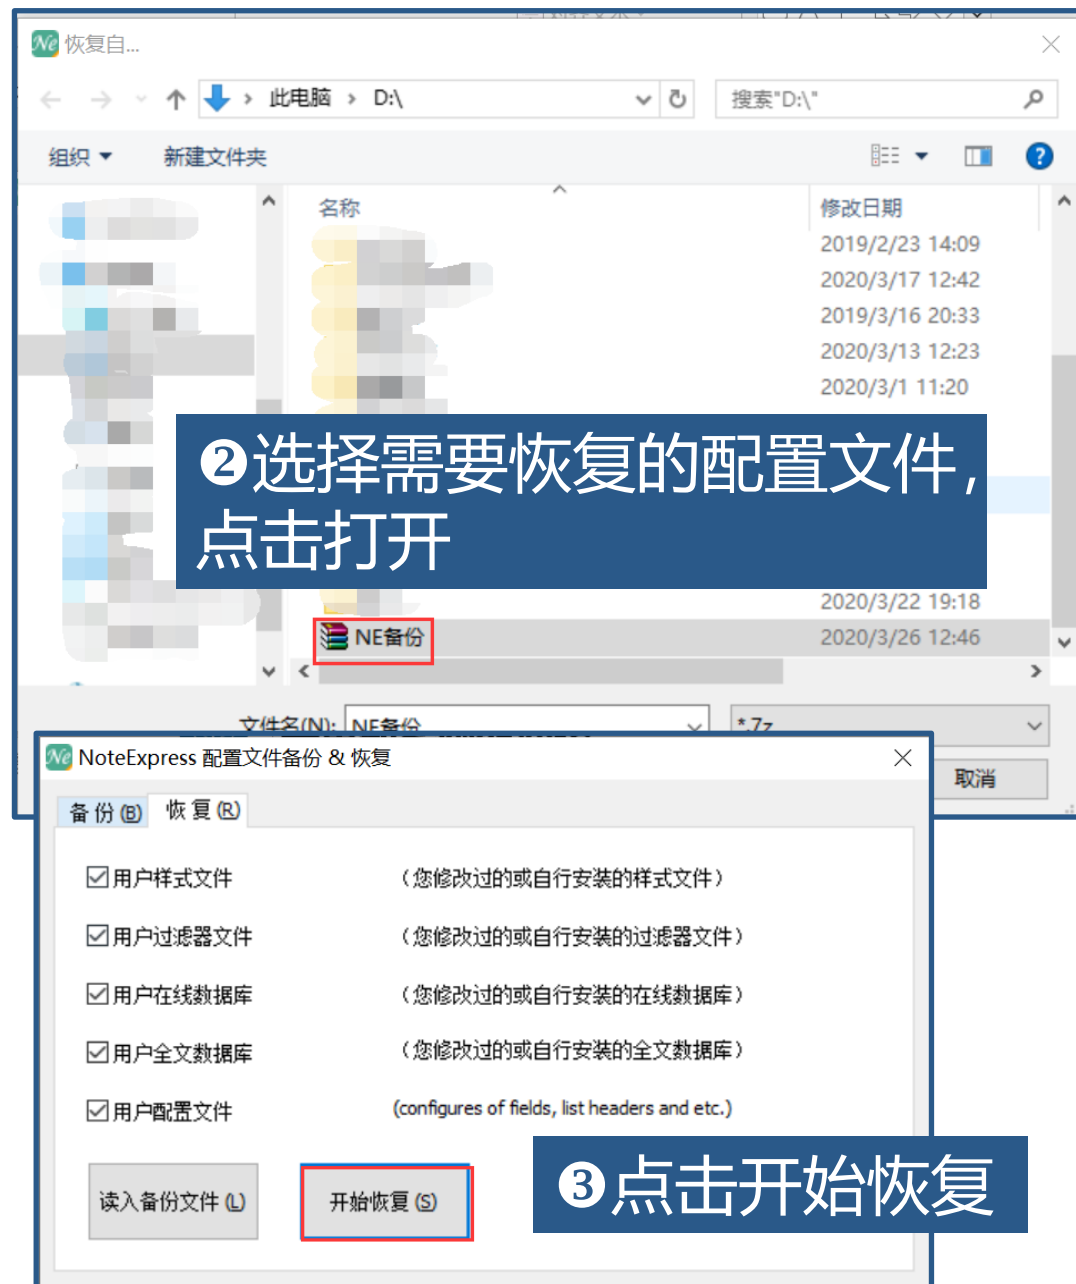 恢复自...
此电脑 › D:\
搜索"D:\"
组织
新建文件夹
名称
修改日期
2019/2/23 14:09
2020/3/17 12:42
2019/3/16 20:33
2020/3/13 12:23
2020/3/1 11:20
❷选择需要恢复的配置文件，
点击打开
2020/3/22 19:18
NE备份
2020/3/26 12:46
文件名(N):
NE备份
*.7z
取消
NoteExpress 配置文件备份 & 恢复
备份(B)
恢复(R)
用户样式文件
（您修改过的或自行安装的样式文件）
用户过滤器文件
（您修改过的或自行安装的过滤器文件）
用户在线数据库
（您修改过的或自行安装的在线数据库）
用户全文数据库
（您修改过的或自行安装的全文数据库）
用户配置文件
(configures of fields, list headers and etc.)
读入备份文件(L)
开始恢复(S)
❸点击开始恢复